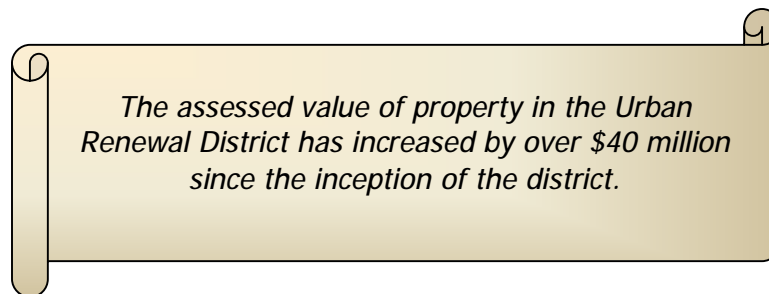 The assessed value of property in the Urban
Renewal District has increased by over $40 million
since the inception of the district.